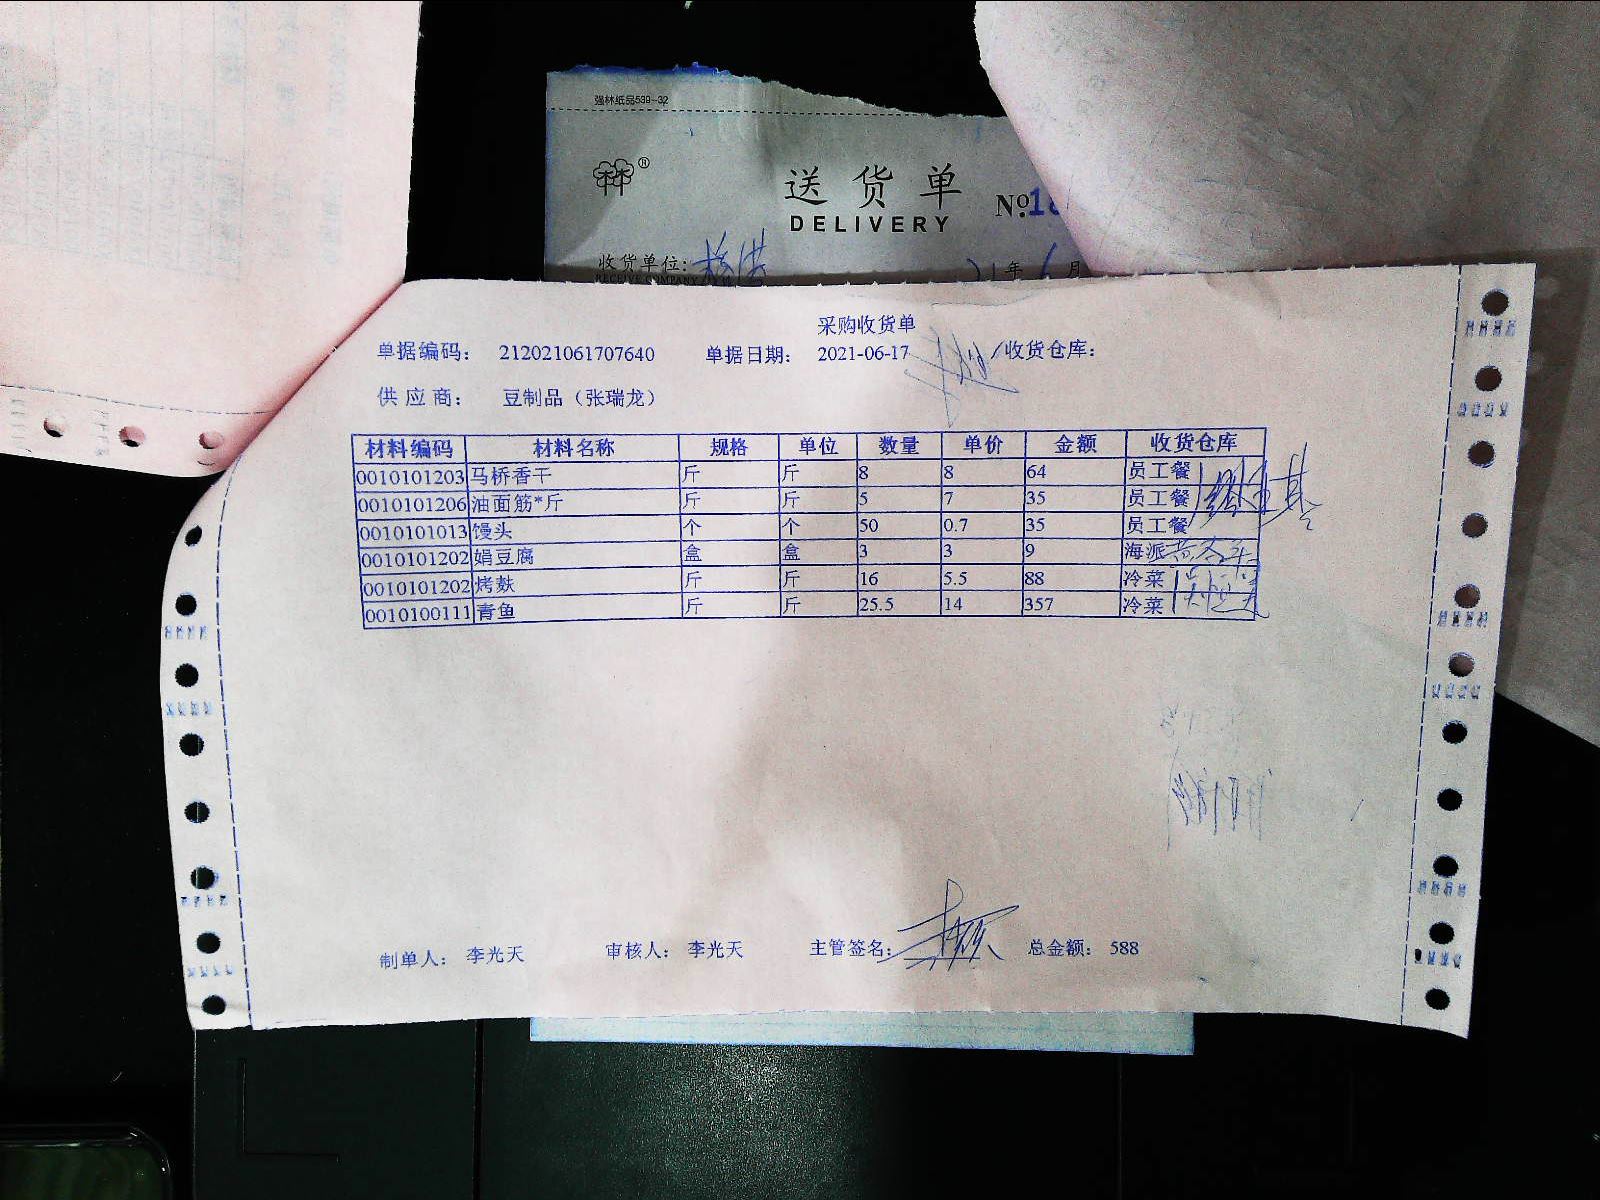 强林纸品539-32
®
送货单
№18
DELIVERY
收货单位:
RECEIVE COMPANY
21年6月
采购收货单
单据编码: 212021061707640 单据日期: 2021-06-17 收货仓库:
供应商: 豆制品（张瑞龙）
材料编码 材料名称 规格 单位 数量 单价 金额 收货仓库
0010101203 马桥香干 斤 斤 8 8 64 员工餐
0010101206 油面筋*斤 斤 斤 5 7 35 员工餐
0010101013 馒头 个 个 50 0.7 35 员工餐
0010101202 娟豆腐 盒 盒 3 3 9 海派
0010101202 烤麸 斤 斤 16 5.5 88 冷菜
0010100111 青鱼 斤 斤 25.5 14 357 冷菜
制单人: 李光天 审核人: 李光天 主管签名: 总金额: 588